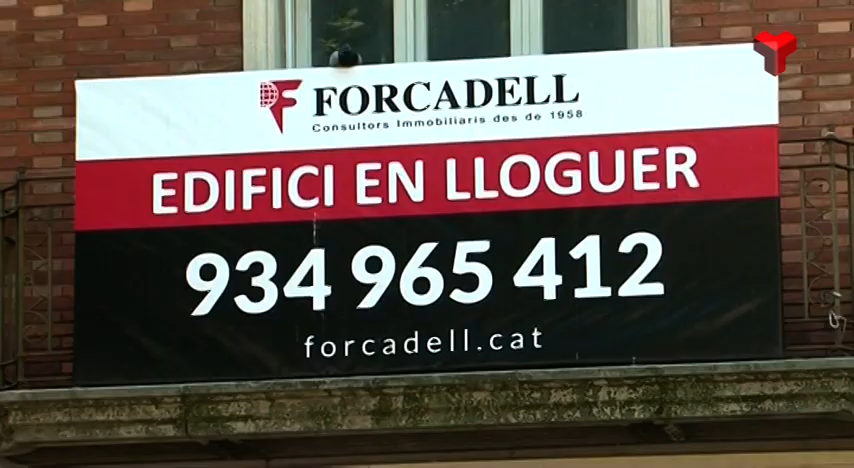 FORCADELL
Consultors Immobiliaris des de 1958
EDIFICI EN LLOGUER
934 965 412
forcadell.cat